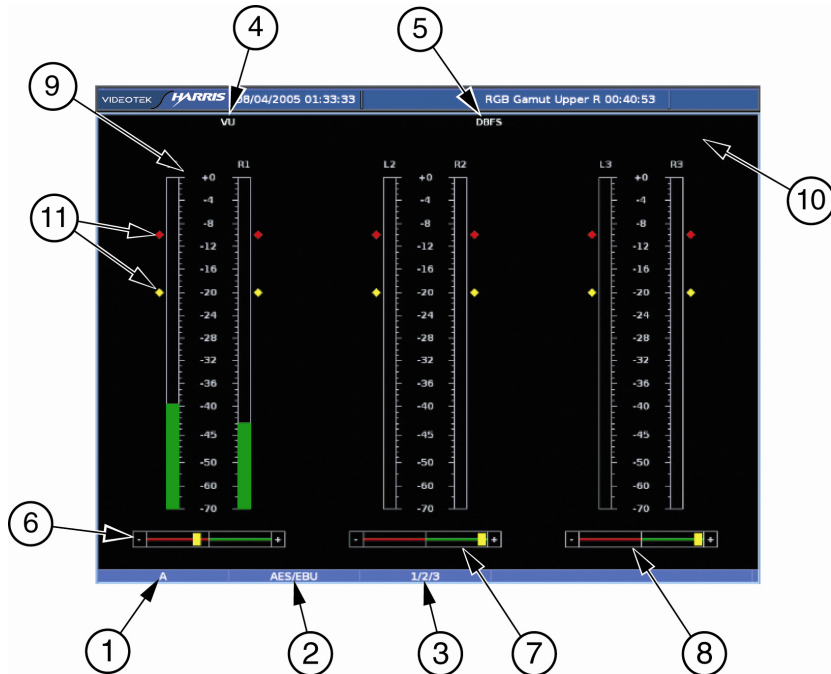 4
5
9
VIDEOTEK HARRIS 08/04/2005 01:33:33 RGB Gamut Upper R 00:40:53
VU DBFS
R1 L2 R2 L3 R3
10
11
+0 +0 +0
-4 -4 -4
-8 -8 -8
-12 -12 -12
-16 -16 -16
-20 -20 -20
-24 -24 -24
-28 -28 -28
-32 -32 -32
-36 -36 -36
-40 -40 -40
-45 -45 -45
-50 -50 -50
-60 -60 -60
-70 -70 -70
6
- + - + - +
A AES/EBU 1/2/3
1
2
3
7
8